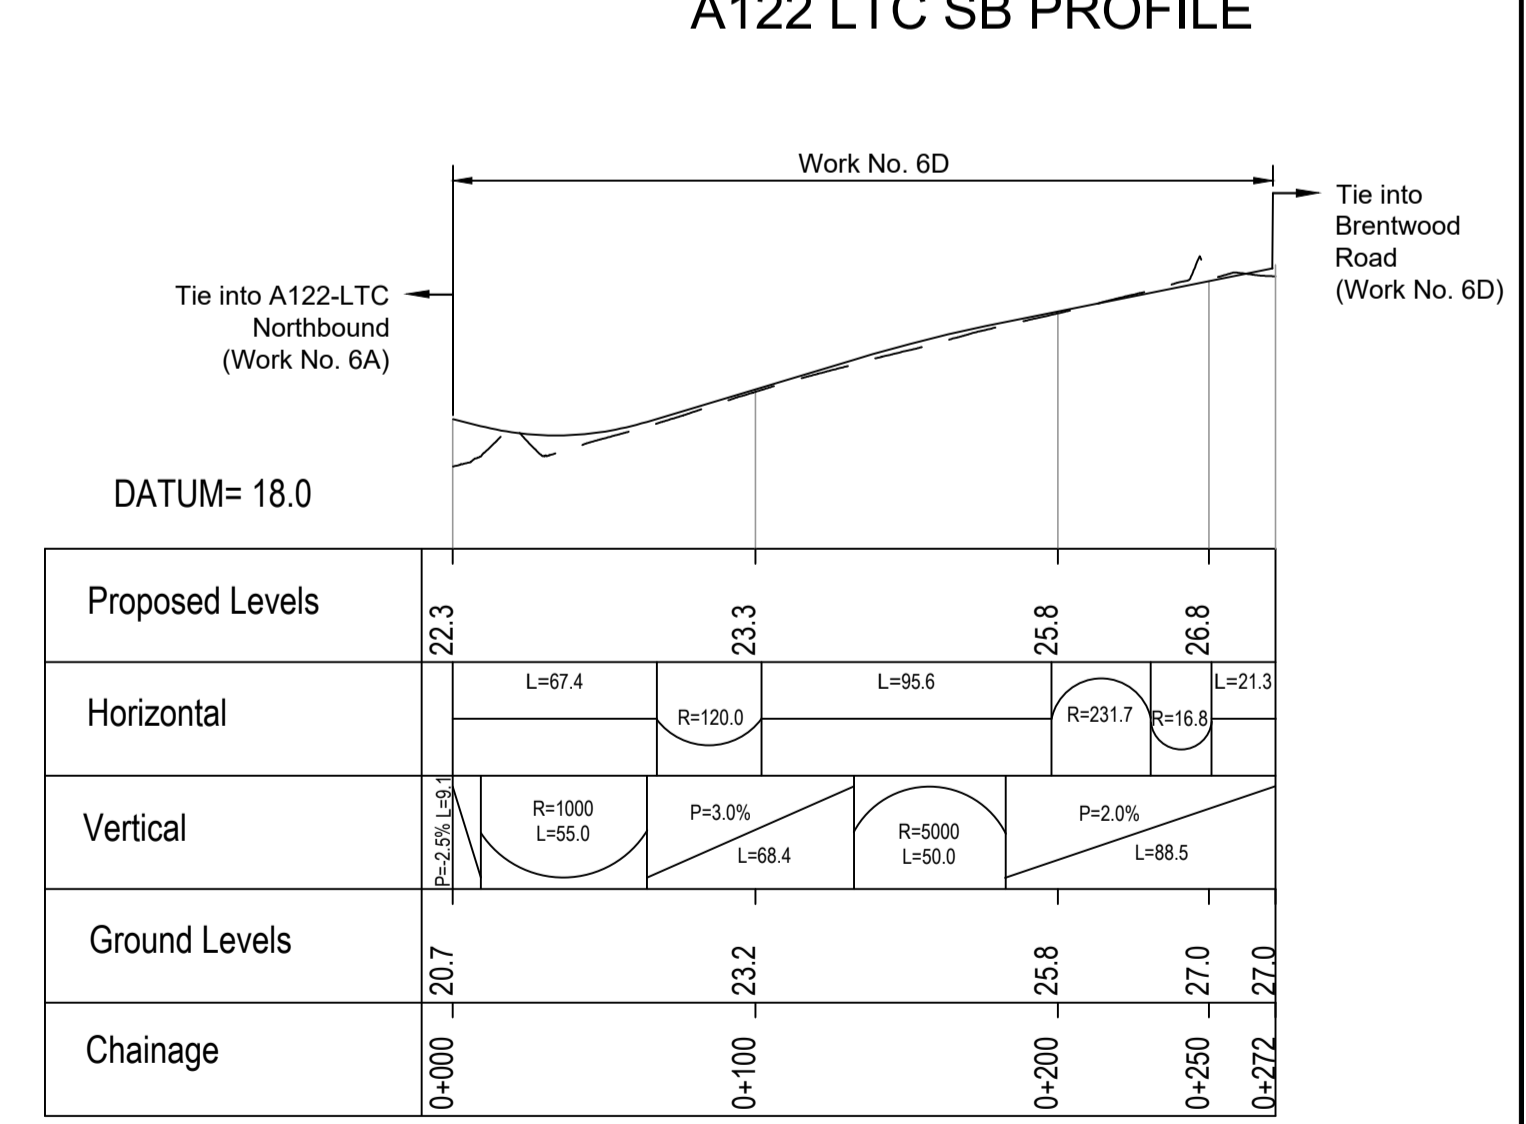 A122 LTC SB PROFILE
Work No. 6D
Tie into
Brentwood
Road
(Work No. 6D)
Tie into A122-LTC
Northbound
(Work No. 6A)
DATUM= 18.0
Proposed Levels
22.3
23.3
25.8
26.8
Horizontal
L=67.4
R=120.0
L=95.6
R=231.7
R=16.8
L=21.3
Vertical
P=-2.5% L=9.1
R=1000
L=55.0
P=3.0%
L=68.4
R=5000
L=50.0
P=2.0%
L=88.5
Ground Levels
20.7
23.2
25.8
27.0
27.0
Chainage
0+000
0+100
0+200
0+250
0+272